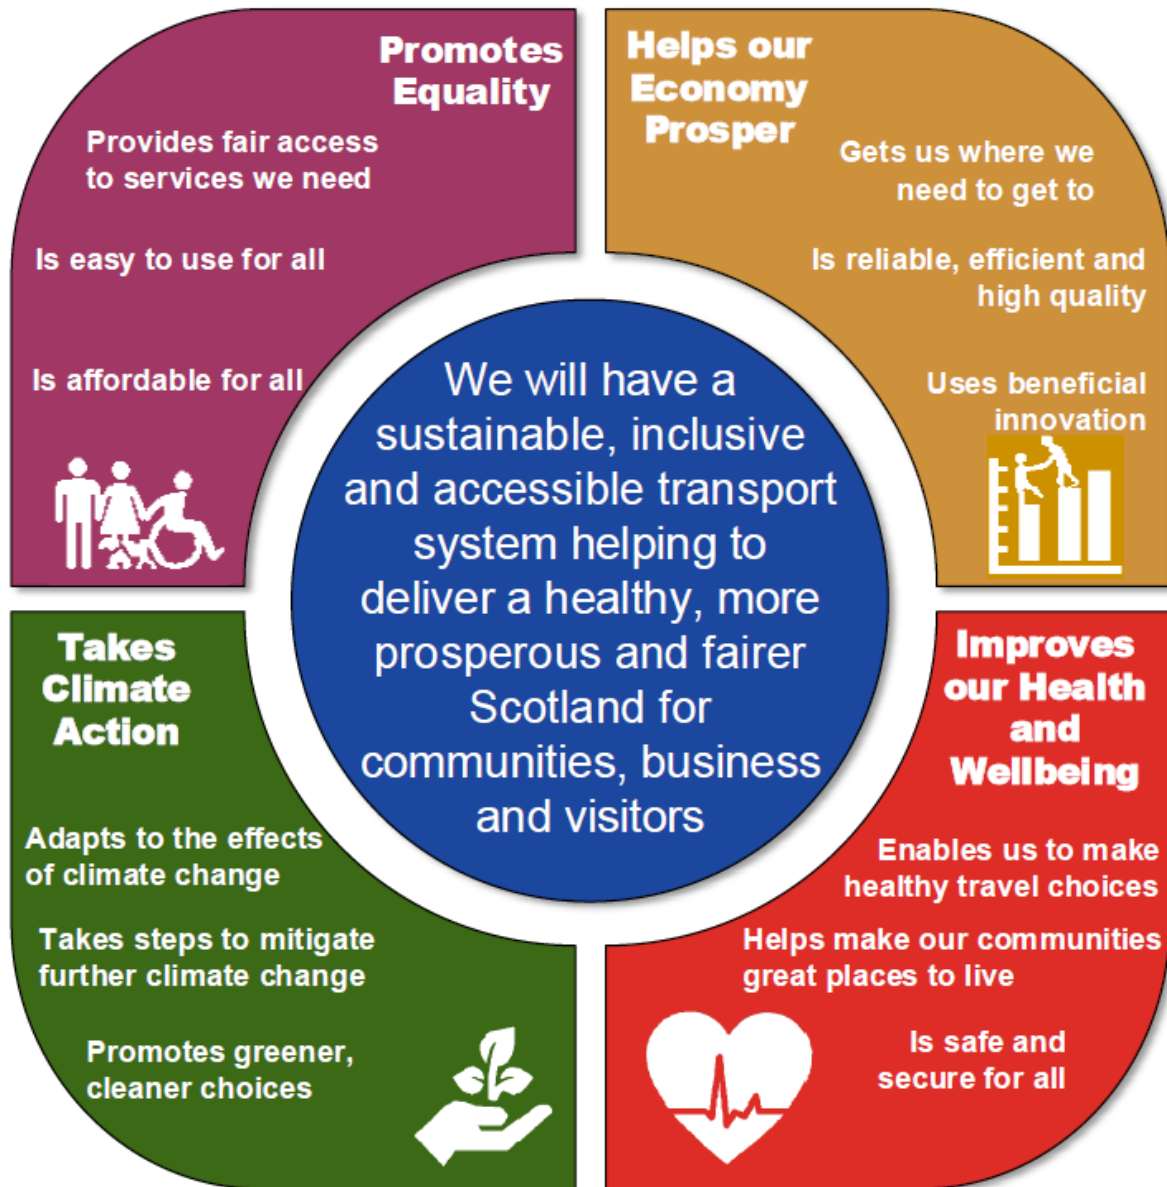 Promotes
Equality
Provides fair access
to services we need
Is easy to use for all
Is affordable for all
Helps our
Economy
Prosper
Gets us where we
need to get to
Is reliable, efficient and
high quality
Uses beneficial
innovation
We will have a
sustainable, inclusive
and accessible transport
system helping to
deliver a healthy, more
prosperous and fairer
Scotland for
communities, business
and visitors
Takes
Climate
Action
Adapts to the effects
of climate change
Takes steps to mitigate
further climate change
Promotes greener,
cleaner choices
Improves
our Health
and
Wellbeing
Enables us to make
healthy travel choices
Helps make our communities
great places to live
Is safe and
secure for all